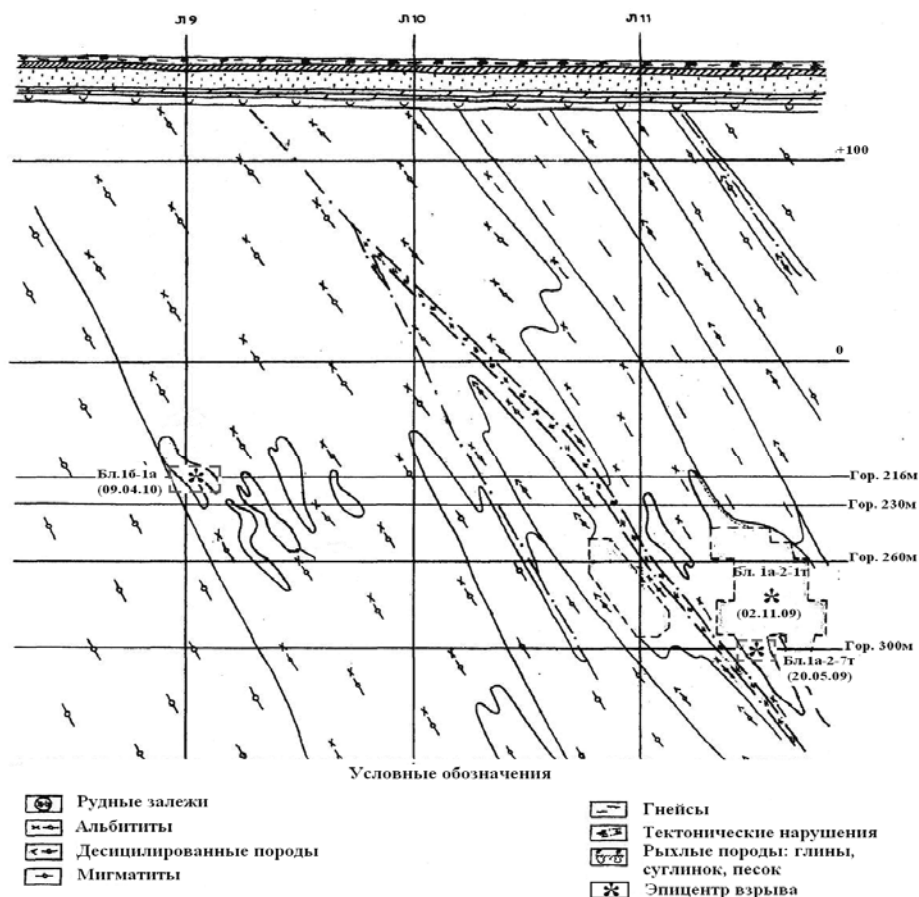 Л9
Л10
Л11
+100
0
Бл.1б-1а
(09.04.10)
Гор. 216м
Гор. 230м
Гор. 260м
Бл. 1а-2-1т
(02.11.09)
Гор. 300м
Бл.1а-2-7т
(20.05.09)
Условные обозначения
Рудные залежи
Альбититы
Десицилированные породы
Мигматиты
Гнейсы
Тектонические нарушения
Рыхлые породы: глины,
суглинок, песок
Эпицентр взрыва